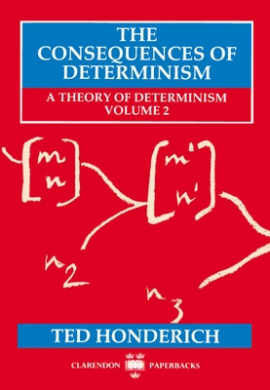 THE
CONSEQUENCES OF
DETERMINISM
A THEORY OF DETERMINISM
VOLUME 2
m m'
n n'
n2
n3
TED HONDERICH
CLARENDON PAPERBACKS